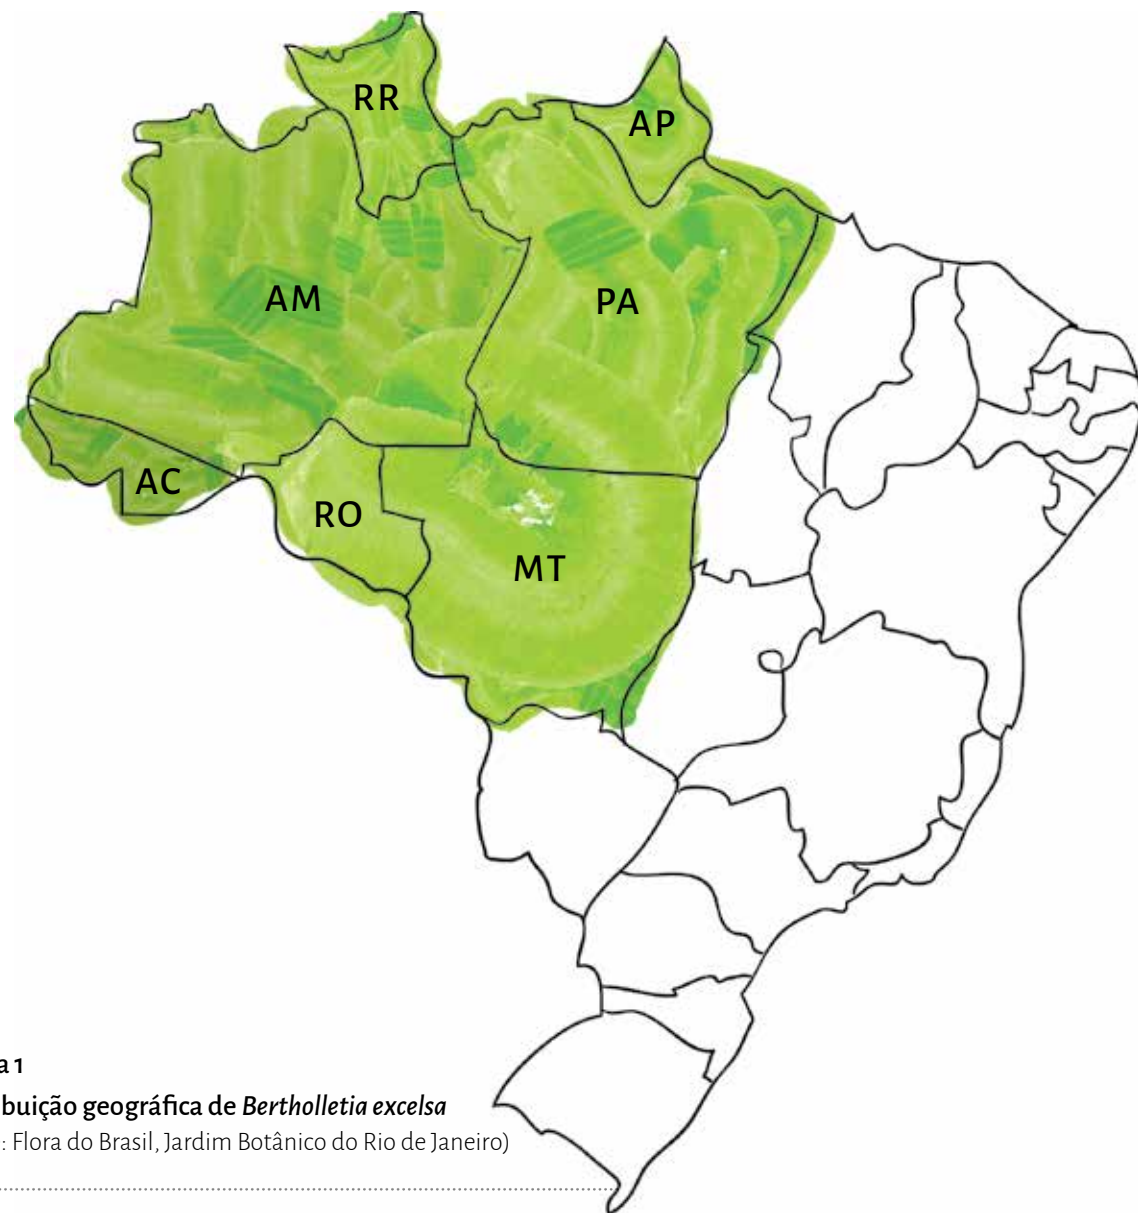 RR
AP
AM
PA
AC
RO
MT
a 1
buição geográfica de Bertholletia excelsa
: Flora do Brasil, Jardim Botânico do Rio de Janeiro)